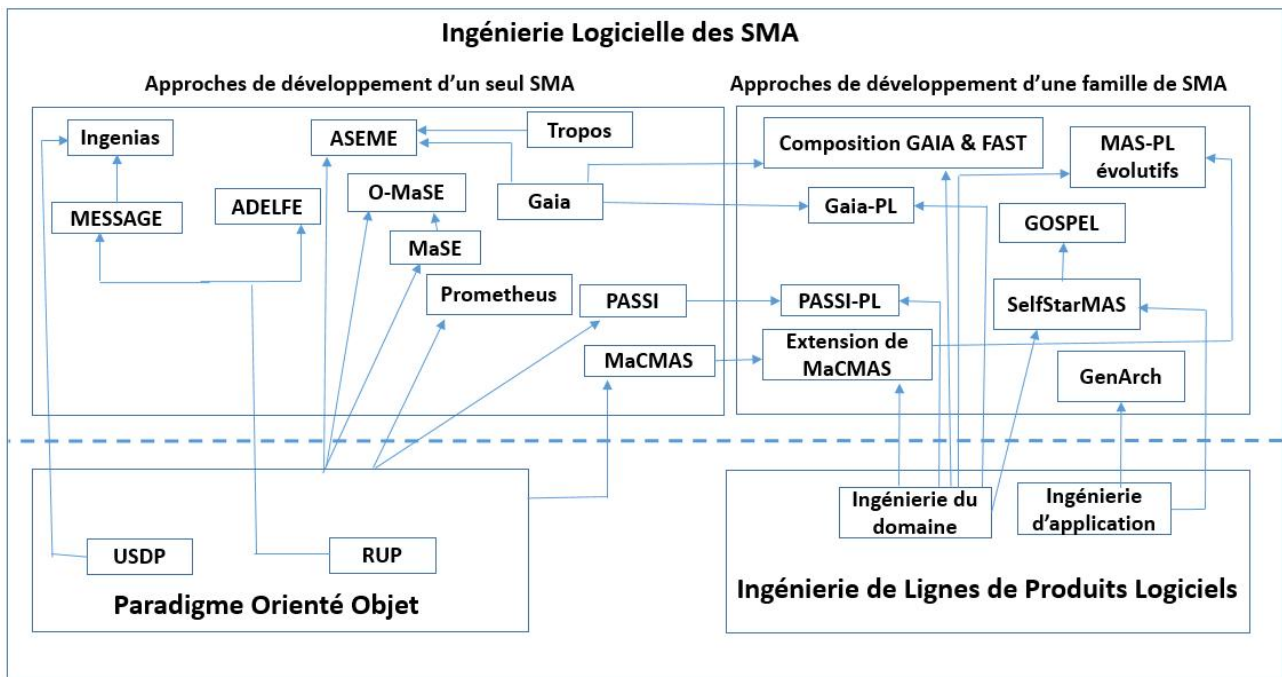 Ingénierie Logicielle des SMA
Approches de développement d'un seul SMA
Approches de développement d'une famille de SMA
Ingenias
ASEME
Tropos
Composition GAIA & FAST
MAS-PL
évolutifs
MESSAGE
ADELFE
O-MaSE
Gaia
Gaia-PL
GOSPEL
MaSE
Prometheus
PASSI
PASSI-PL
SelfStarMAS
MaCMAS
Extension de
MaCMAS
GenArch
USDP
RUP
Paradigme Orienté Objet
Ingénierie du
domaine
Ingénierie
d'application
Ingénierie de Lignes de Produits Logiciels